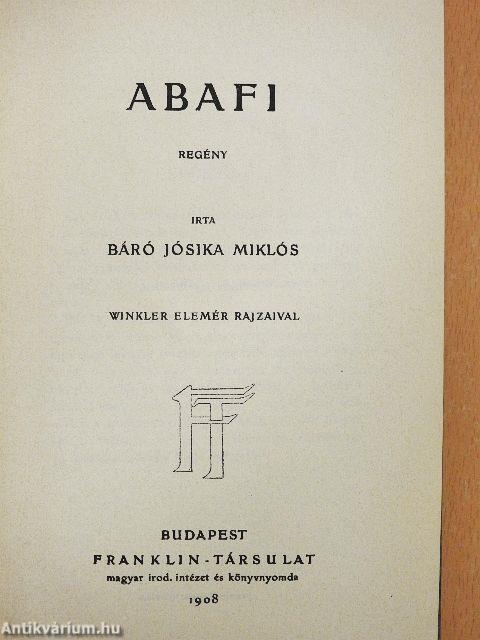 ABAFI
REGÉNY
IRTA
BÁRÓ JÓSIKA MIKLÓS
WINKLER ELEMÉR RAJZAIVAL
FT
BUDAPEST
FRANKLIN-TÁRSULAT
magyar irod. intézet és könyvnyomda
1908
Antikvárium.hu